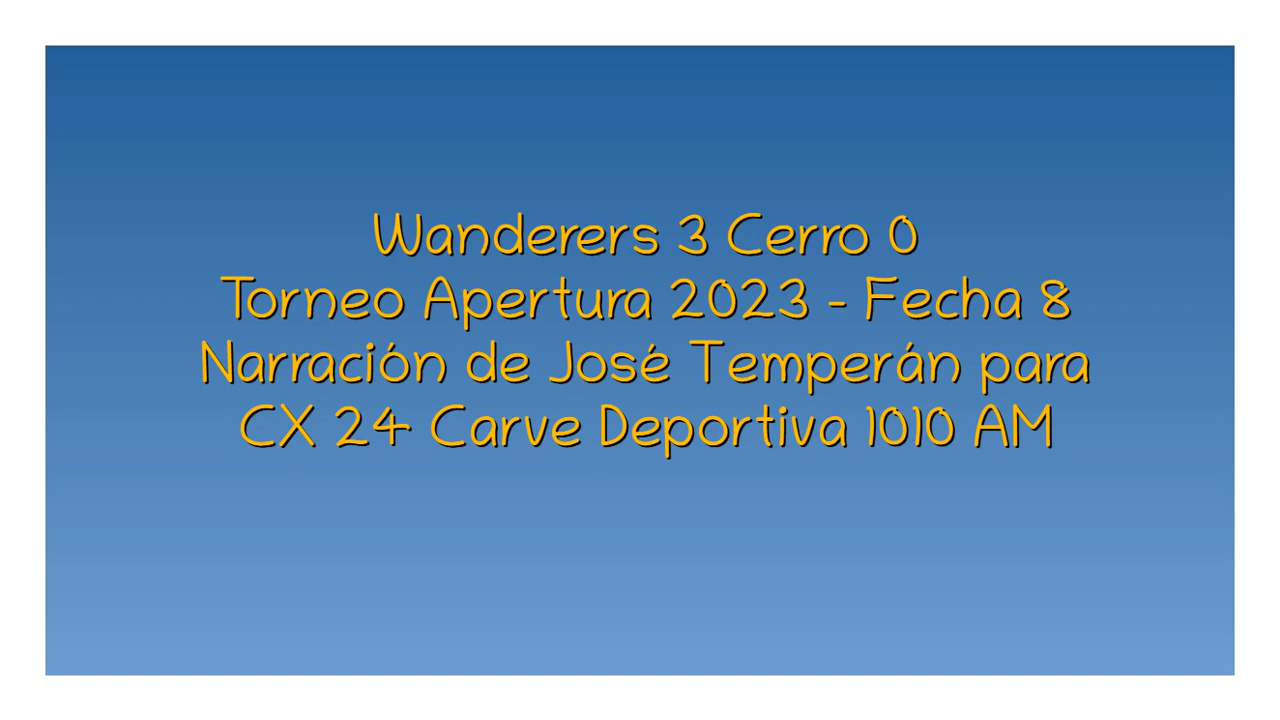 Wanderers 3 Cerro 0
Torneo Apertura 2023 - Fecha 8
Narración de José Temperán para
CX 24 Carve Deportiva 1010 AM